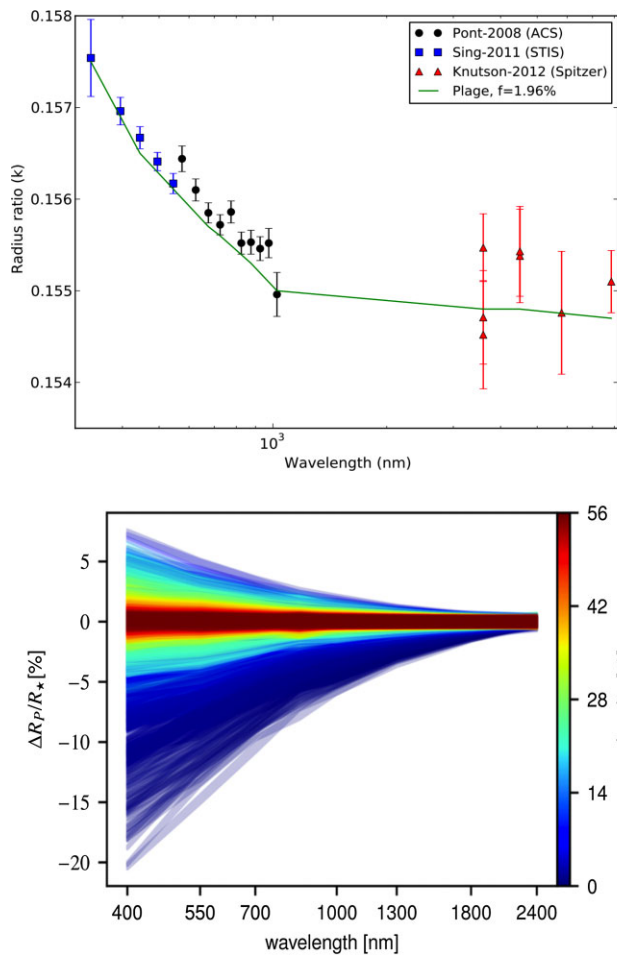 0.158
0.157
0.156
0.155
0.154
Radius ratio (k)
Pont-2008 (ACS)
Sing-2011 (STIS)
Knutson-2012 (Spitzer)
Plage, f=1.96%
10³
Wavelength (nm)
5
0
-5
-10
-15
-20
ΔR_P/R_⋆[%]
400 550 700 1000 1300 1800 2400
wavelength [nm]
56
42
28
14
0